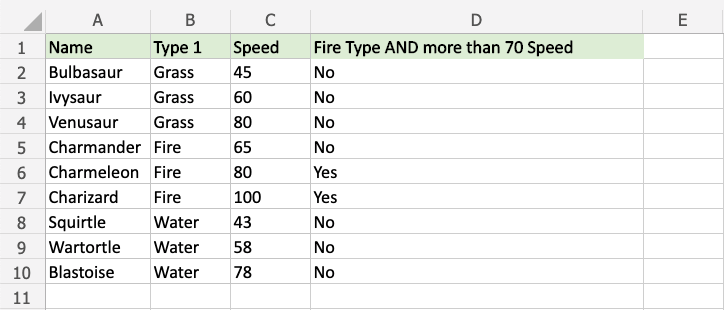 A B C D E
1 Name Type 1 Speed Fire Type AND more than 70 Speed
2 Bulbasaur Grass 45 No
3 Ivysaur Grass 60 No
4 Venusaur Grass 80 No
5 Charmander Fire 65 No
6 Charmeleon Fire 80 Yes
7 Charizard Fire 100 Yes
8 Squirtle Water 43 No
9 Wartortle Water 58 No
10 Blastoise Water 78 No
11